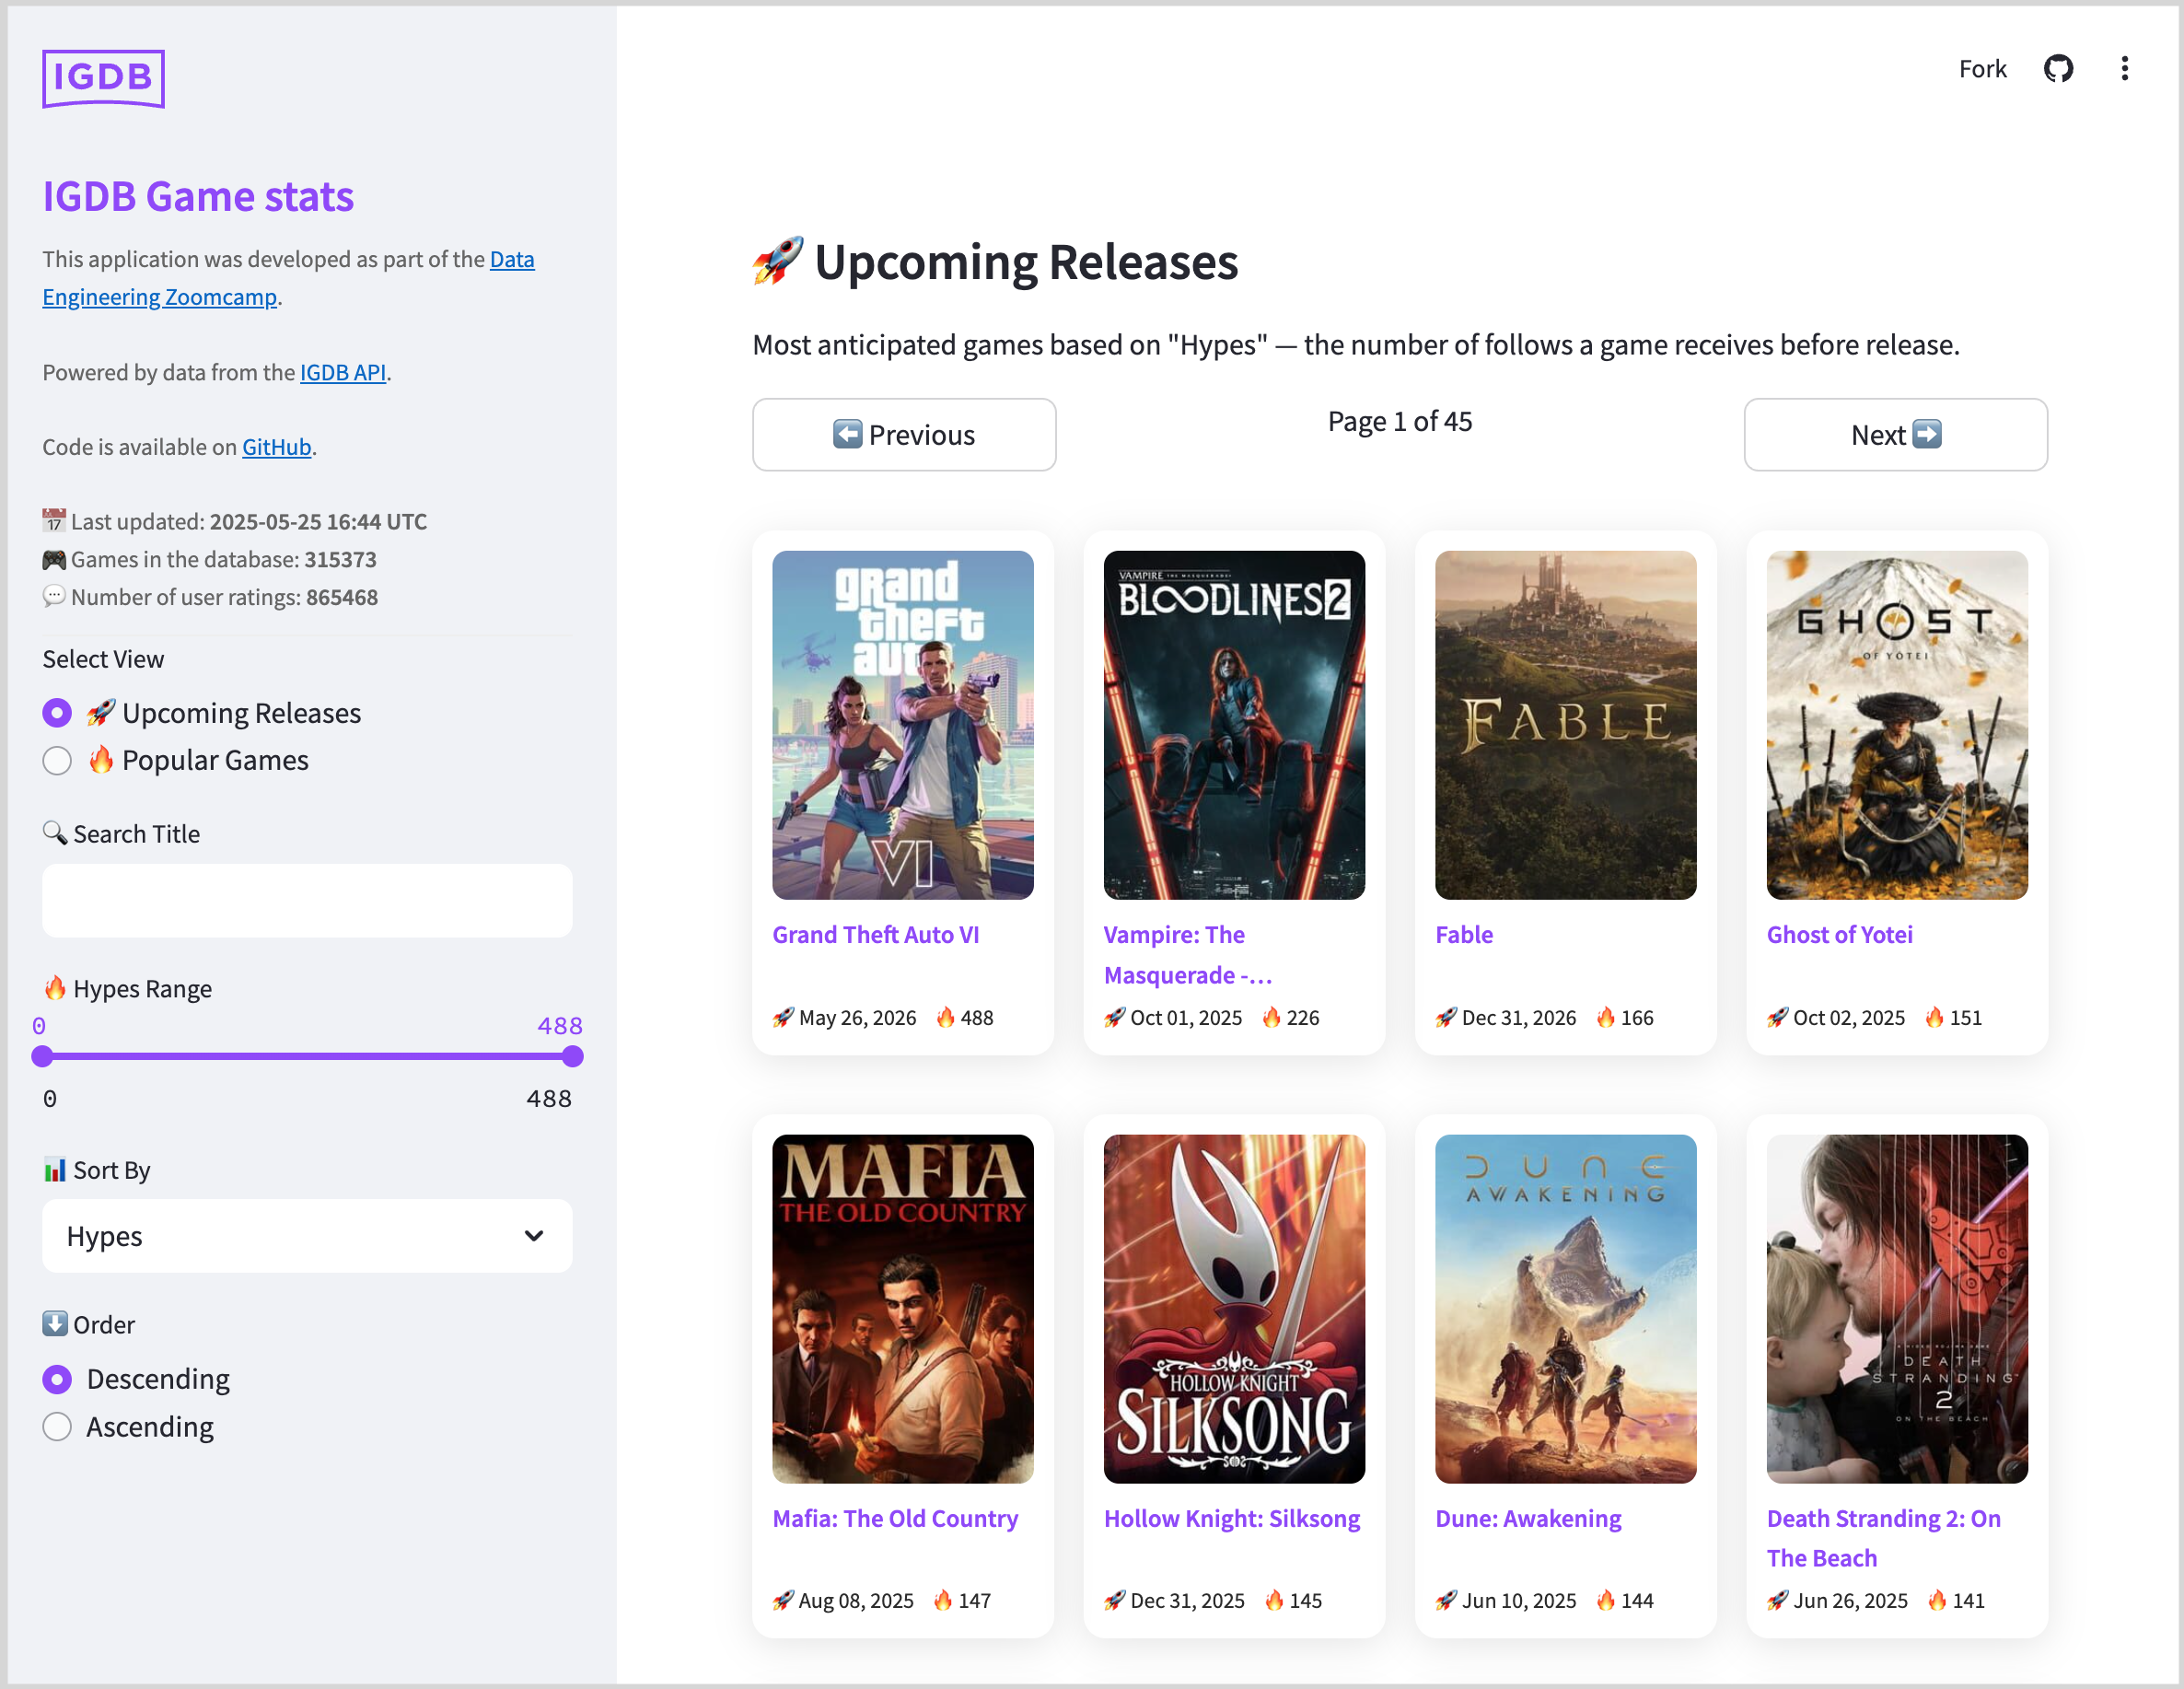 IGDB
IGDB Game stats
This application was developed as part of the Data
Engineering Zoomcamp.
Powered by data from the IGDB API.
Code is available on GitHub.
Last updated: 2025-05-25 16:44 UTC
Games in the database: 315373
Number of user ratings: 865468
Select View
Upcoming Releases
Popular Games
Search Title
Hypes Range
0 488
0 488
Sort By
Hypes
Order
Descending
Ascending
Fork
Upcoming Releases
Most anticipated games based on "Hypes" — the number of follows a game receives before release.
Previous
Page 1 of 45
Next
grand
theft
auto
VI
Grand Theft Auto VI
May 26, 2026 488
VAMPIRE THE MASQUERADE
BLOODLINES 2
Vampire: The
Masquerade -...
Oct 01, 2025 226
FABLE
Fable
Dec 31, 2026 166
GHOST
OF YŌTEI
Ghost of Yotei
Oct 02, 2025 151
MAFIA
THE OLD COUNTRY
Mafia: The Old Country
Aug 08, 2025 147
HOLLOW KNIGHT
SILKSONG
Hollow Knight: Silksong
Dec 31, 2025 145
DUNE
AWAKENING
Dune: Awakening
Jun 10, 2025 144
DEATH
STRANDING
2
ON THE BEACH
Death Stranding 2: On
The Beach
Jun 26, 2025 141